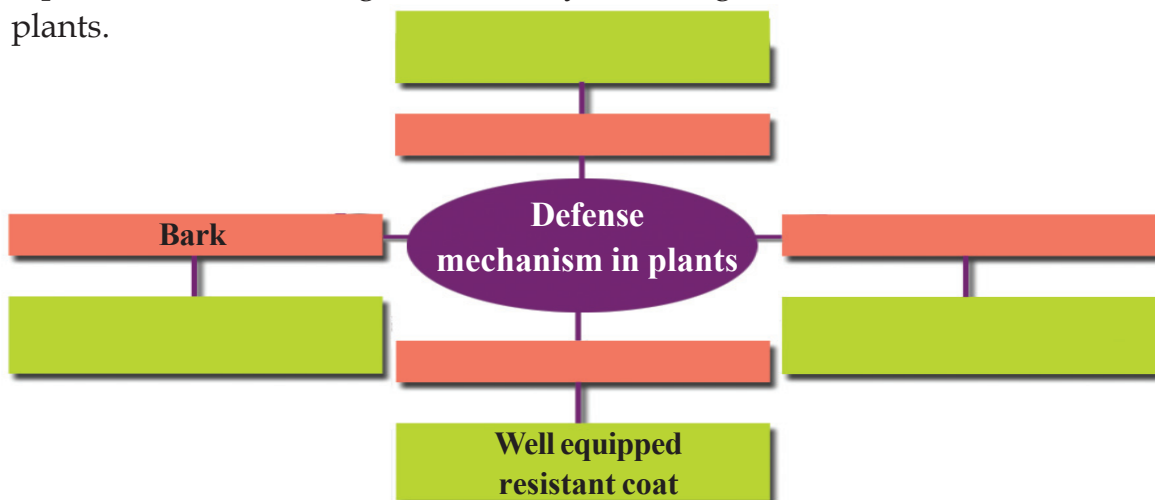 plants.
Defense
mechanism in plants
Bark
Well equipped
resistant coat